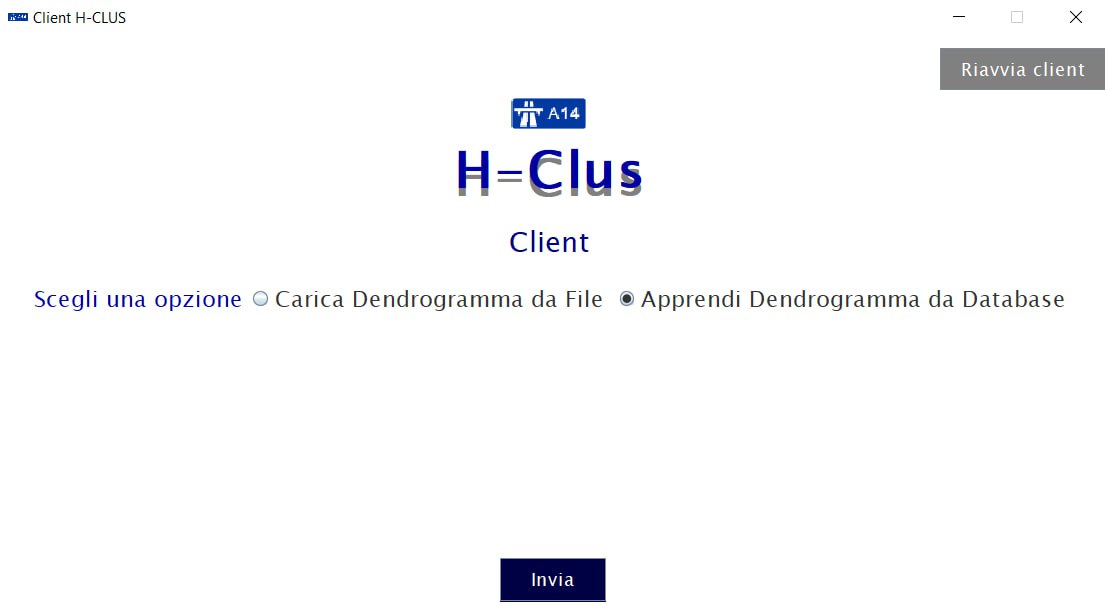 Client H-CLUS
Riavvia client
A14
H-Clus
Client
Scegli una opzione Carica Dendrogramma da File Apprendi Dendrogramma da Database
Invia